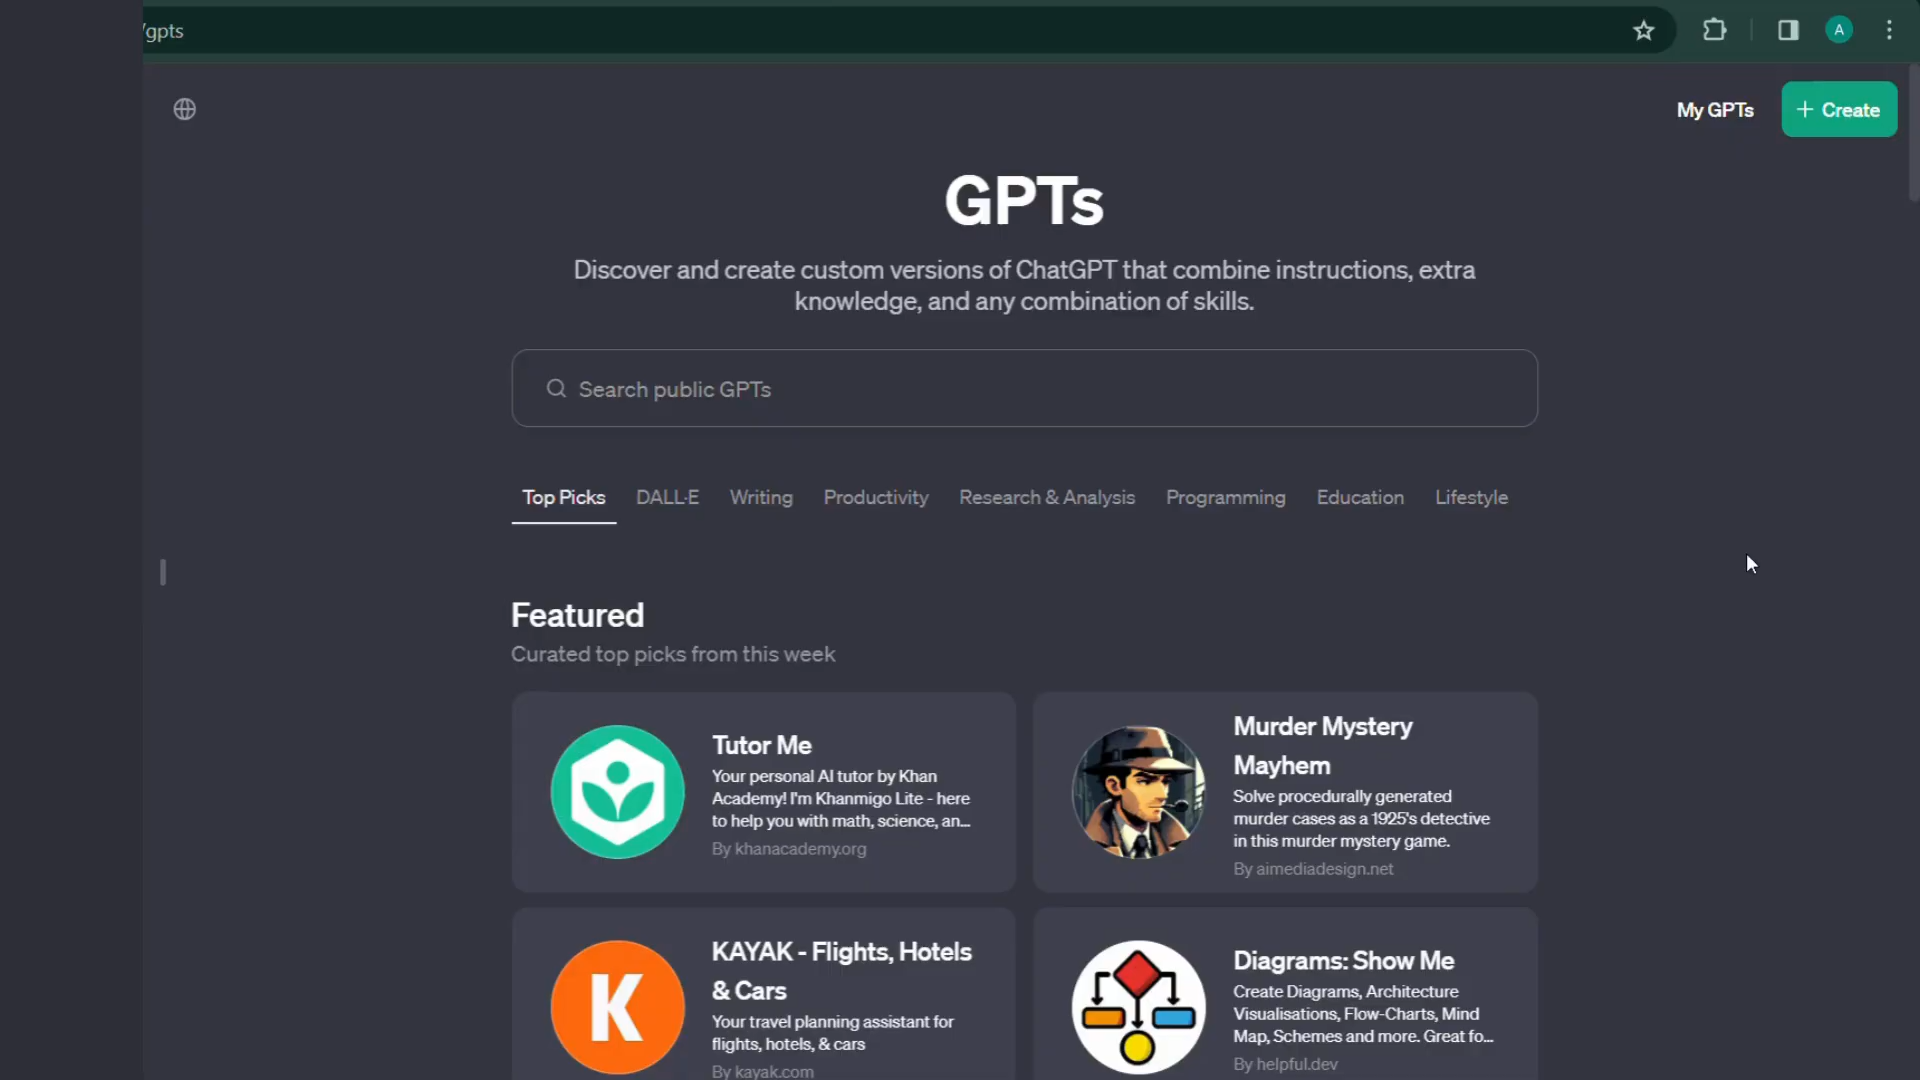 /gpts
A
My GPTs
+ Create
GPTs
Discover and create custom versions of ChatGPT that combine instructions, extra
knowledge, and any combination of skills.
Search public GPTs
Top Picks DALL·E Writing Productivity Research & Analysis Programming Education Lifestyle
Featured
Curated top picks from this week
Tutor Me
Your personal AI tutor by Khan
Academy! I'm Khanmigo Lite - here
to help you with math, science, an...
By khanacademy.org
Murder Mystery
Mayhem
Solve procedurally generated
murder cases as a 1925's detective
in this murder mystery game.
By aimediadesign.net
K
KAYAK - Flights, Hotels
& Cars
Your travel planning assistant for
flights, hotels, & cars
By kayak.com
Diagrams: Show Me
Create Diagrams, Architecture
Visualisations, Flow-Charts, Mind
Map, Schemes and more. Great fo...
By helpful.dev